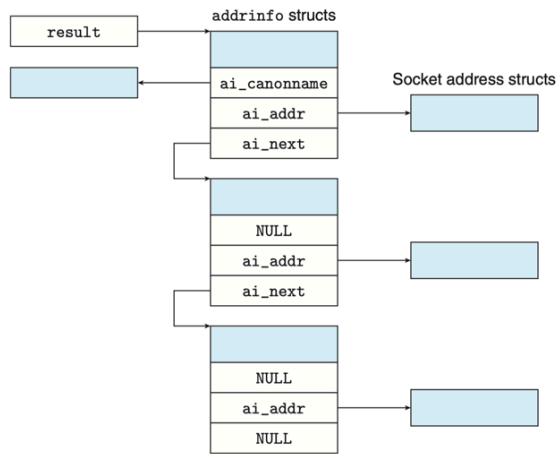 addrinfo structs
result
ai_canonname
Socket address structs
ai_addr
ai_next
NULL
ai_addr
ai_next
NULL
ai_addr
NULL